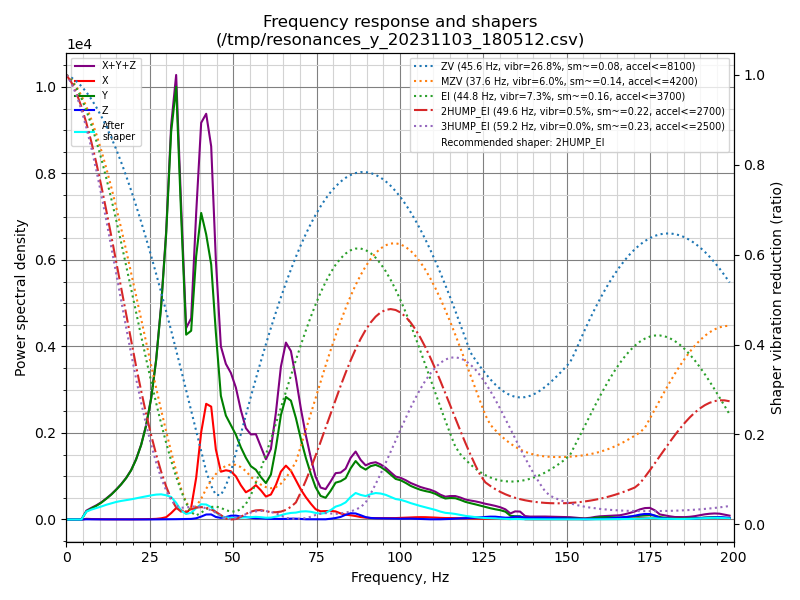 Frequency response and shapers
(/tmp/resonances_y_20231103_180512.csv)
1e4
X+Y+Z
X
Y
Z
After
shaper
ZV (45.6 Hz, vibr=26.8%, sm~=0.08, accel<=8100)
MZV (37.6 Hz, vibr=6.0%, sm~=0.14, accel<=4200)
EI (44.8 Hz, vibr=7.3%, sm~=0.16, accel<=3700)
2HUMP_EI (49.6 Hz, vibr=0.5%, sm~=0.22, accel<=2700)
3HUMP_EI (59.2 Hz, vibr=0.0%, sm~=0.23, accel<=2500)
Recommended shaper: 2HUMP_EI
1.0
0.8
0.6
0.4
0.2
0.0
Power spectral density
1.0
0.8
0.6
0.4
0.2
0.0
Shaper vibration reduction (ratio)
0 25 50 75 100 125 150 175 200
Frequency, Hz